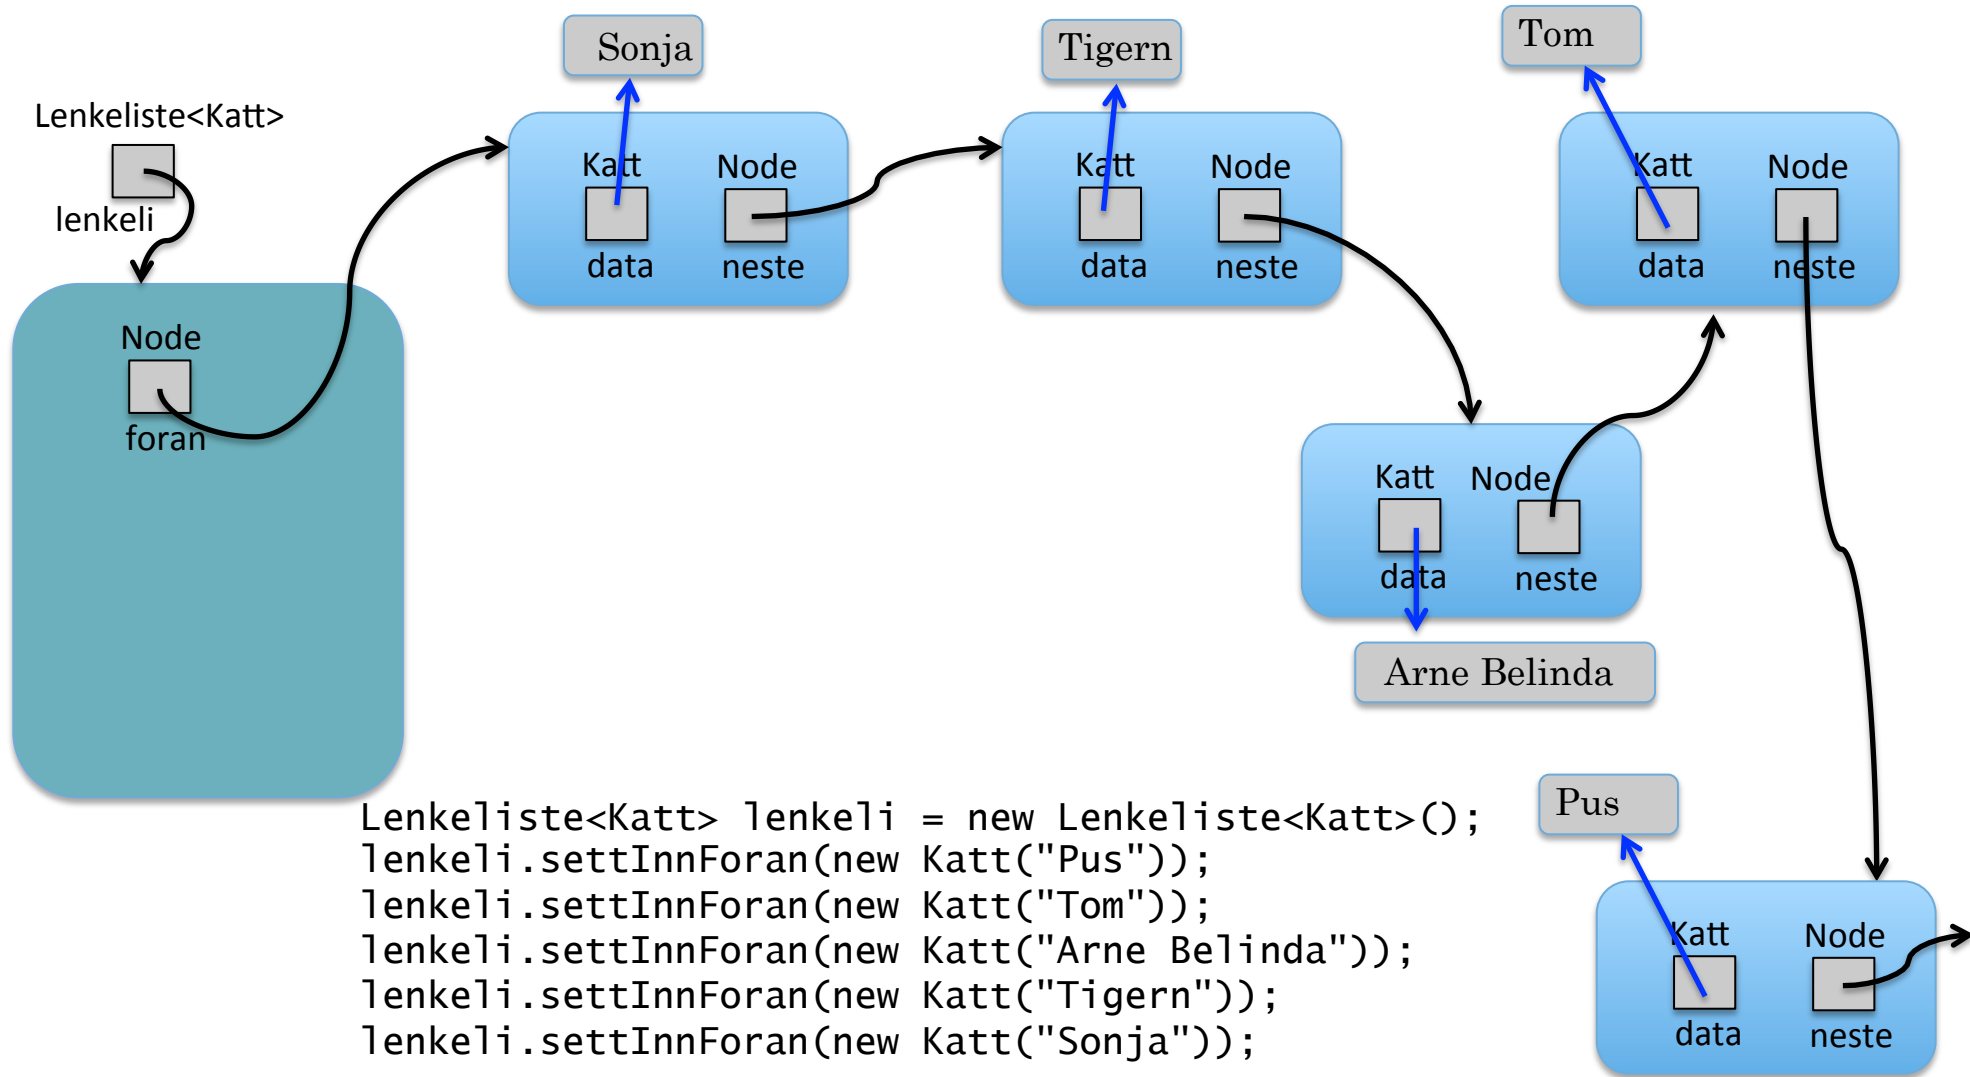 Lenkeliste<Katt>
lenkeli
Node
foran
Sonja
Katt Node
data neste
Tigern
Katt Node
data neste
Tom
Katt Node
data neste
Katt Node
data neste
Arne Belinda
Pus
Katt Node
data neste
Lenkeliste<Katt> lenkeli = new Lenkeliste<Katt>();
lenkeli.settInnForan(new Katt("Pus"));
lenkeli.settInnForan(new Katt("Tom"));
lenkeli.settInnForan(new Katt("Arne Belinda"));
lenkeli.settInnForan(new Katt("Tigern"));
lenkeli.settInnForan(new Katt("Sonja"));